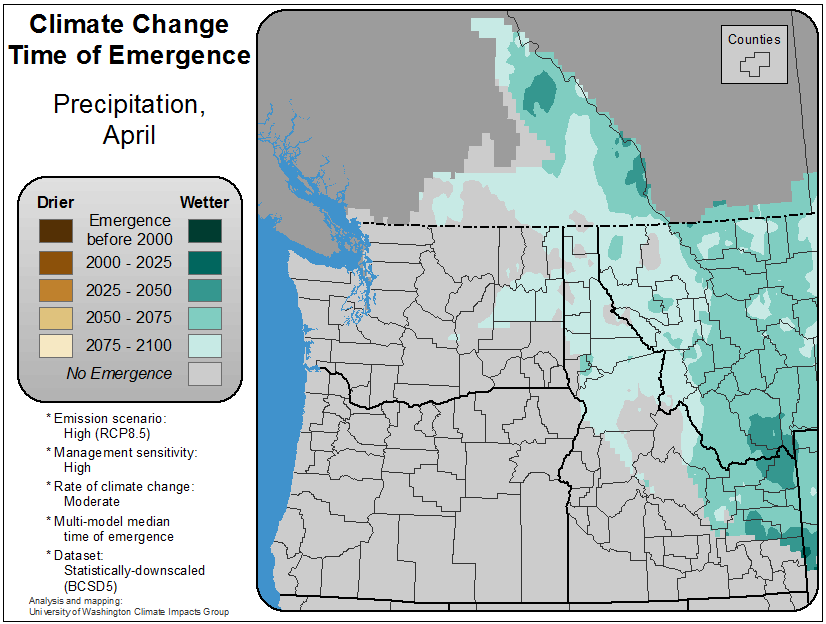 Climate Change
Time of Emergence
Precipitation,
April
Counties
Drier Wetter
Emergence
before 2000
2000 - 2025
2025 - 2050
2050 - 2075
2075 - 2100
No Emergence
* Emission scenario:
High (RCP8.5)
* Management sensitivity:
High
* Rate of climate change:
Moderate
* Multi-model median
time of emergence
* Dataset:
Statistically-downscaled
(BCSD5)
Analysis and mapping:
University of Washington Climate Impacts Group